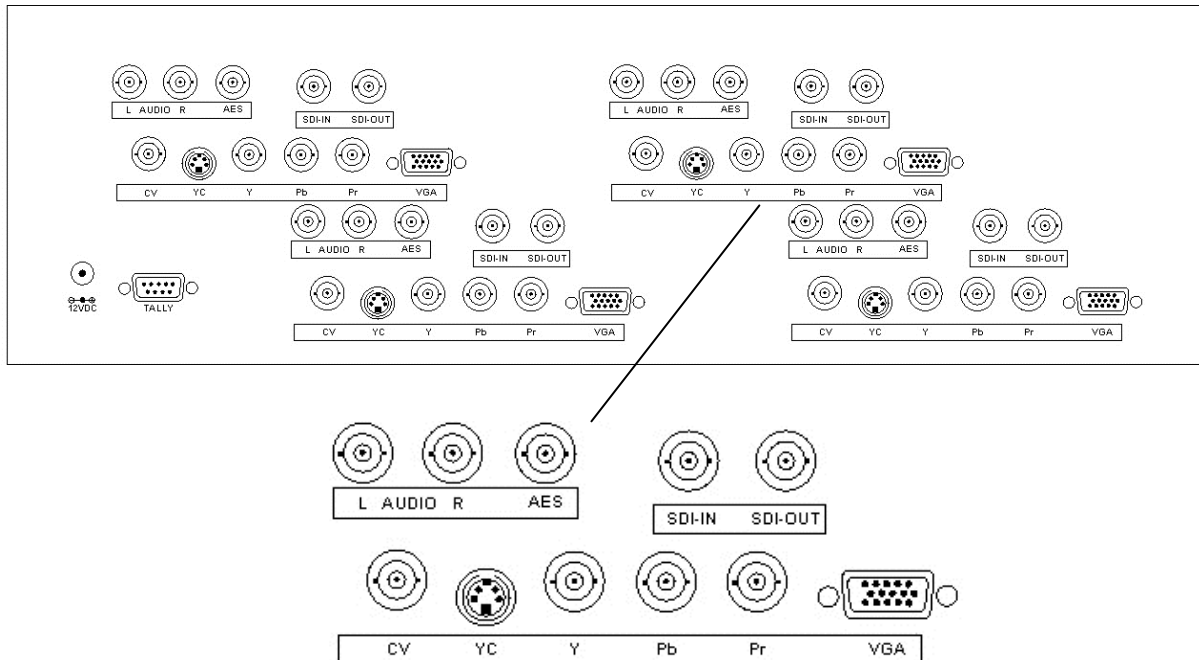 L AUDIO R AES SDI-IN SDI-OUT
L AUDIO R AES SDI-IN SDI-OUT
CV YC Y Pb Pr VGA
CV YC Y Pb Pr VGA
L AUDIO R AES SDI-IN SDI-OUT
L AUDIO R AES SDI-IN SDI-OUT
12VDC TALLY
CV YC Y Pb Pr VGA
CV YC Y Pb Pr VGA
L AUDIO R AES
SDI-IN SDI-OUT
CV YC Y Pb Pr VGA